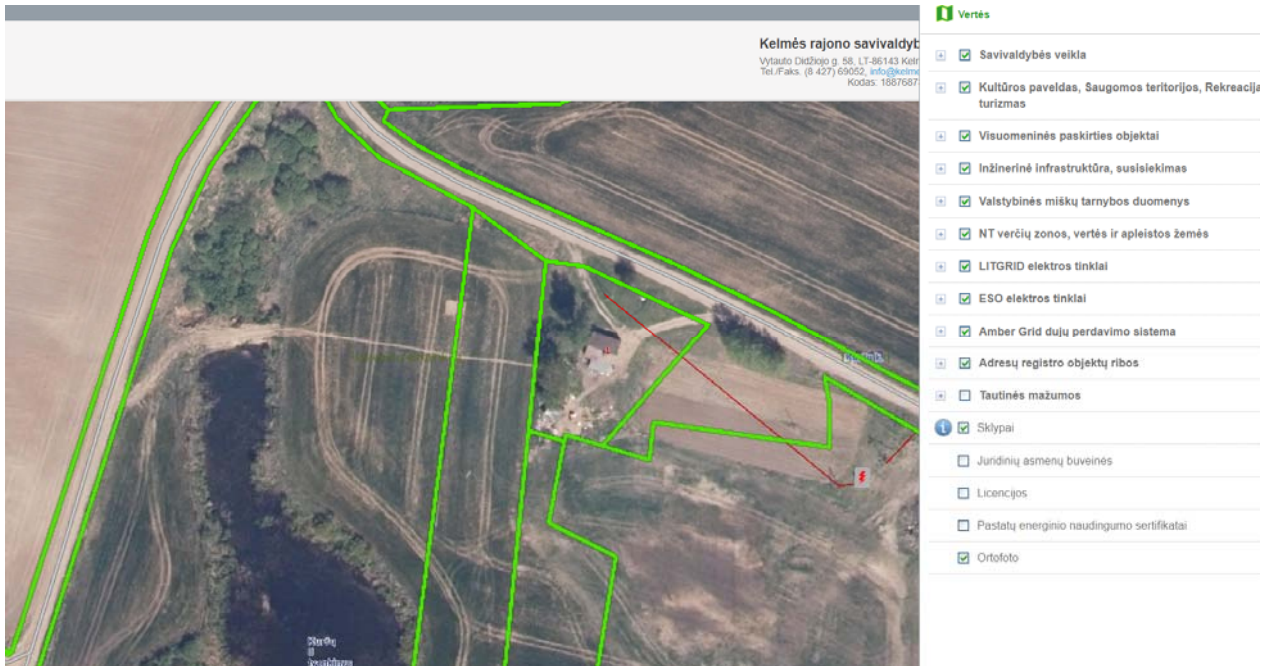 Vertės
Kelmės rajono savivaldyb
Vytauto Didžiojo g. 58, LT-86143 Kelr
Tel./Faks. (8 427) 69052, info@kelme
Kodas: 18876873
Savivaldybės veikla
Kultūros paveldas, Saugomos teritorijos, Rekreacija
turizmas
Visuomeninės paskirties objektai
Inžinerinė infrastruktūra, susisiekimas
Valstybinės miškų tarnybos duomenys
NT verčių zonos, vertės ir apleistos žemės
LITGRID elektros tinklai
ESO elektros tinklai
Amber Grid dujų perdavimo sistema
Adresų registro objektų ribos
Tautinės mažumos
Sklypai
Juridinių asmenų buveinės
Licencijos
Pastatų energinio naudingumo sertifikatai
Ortofoto